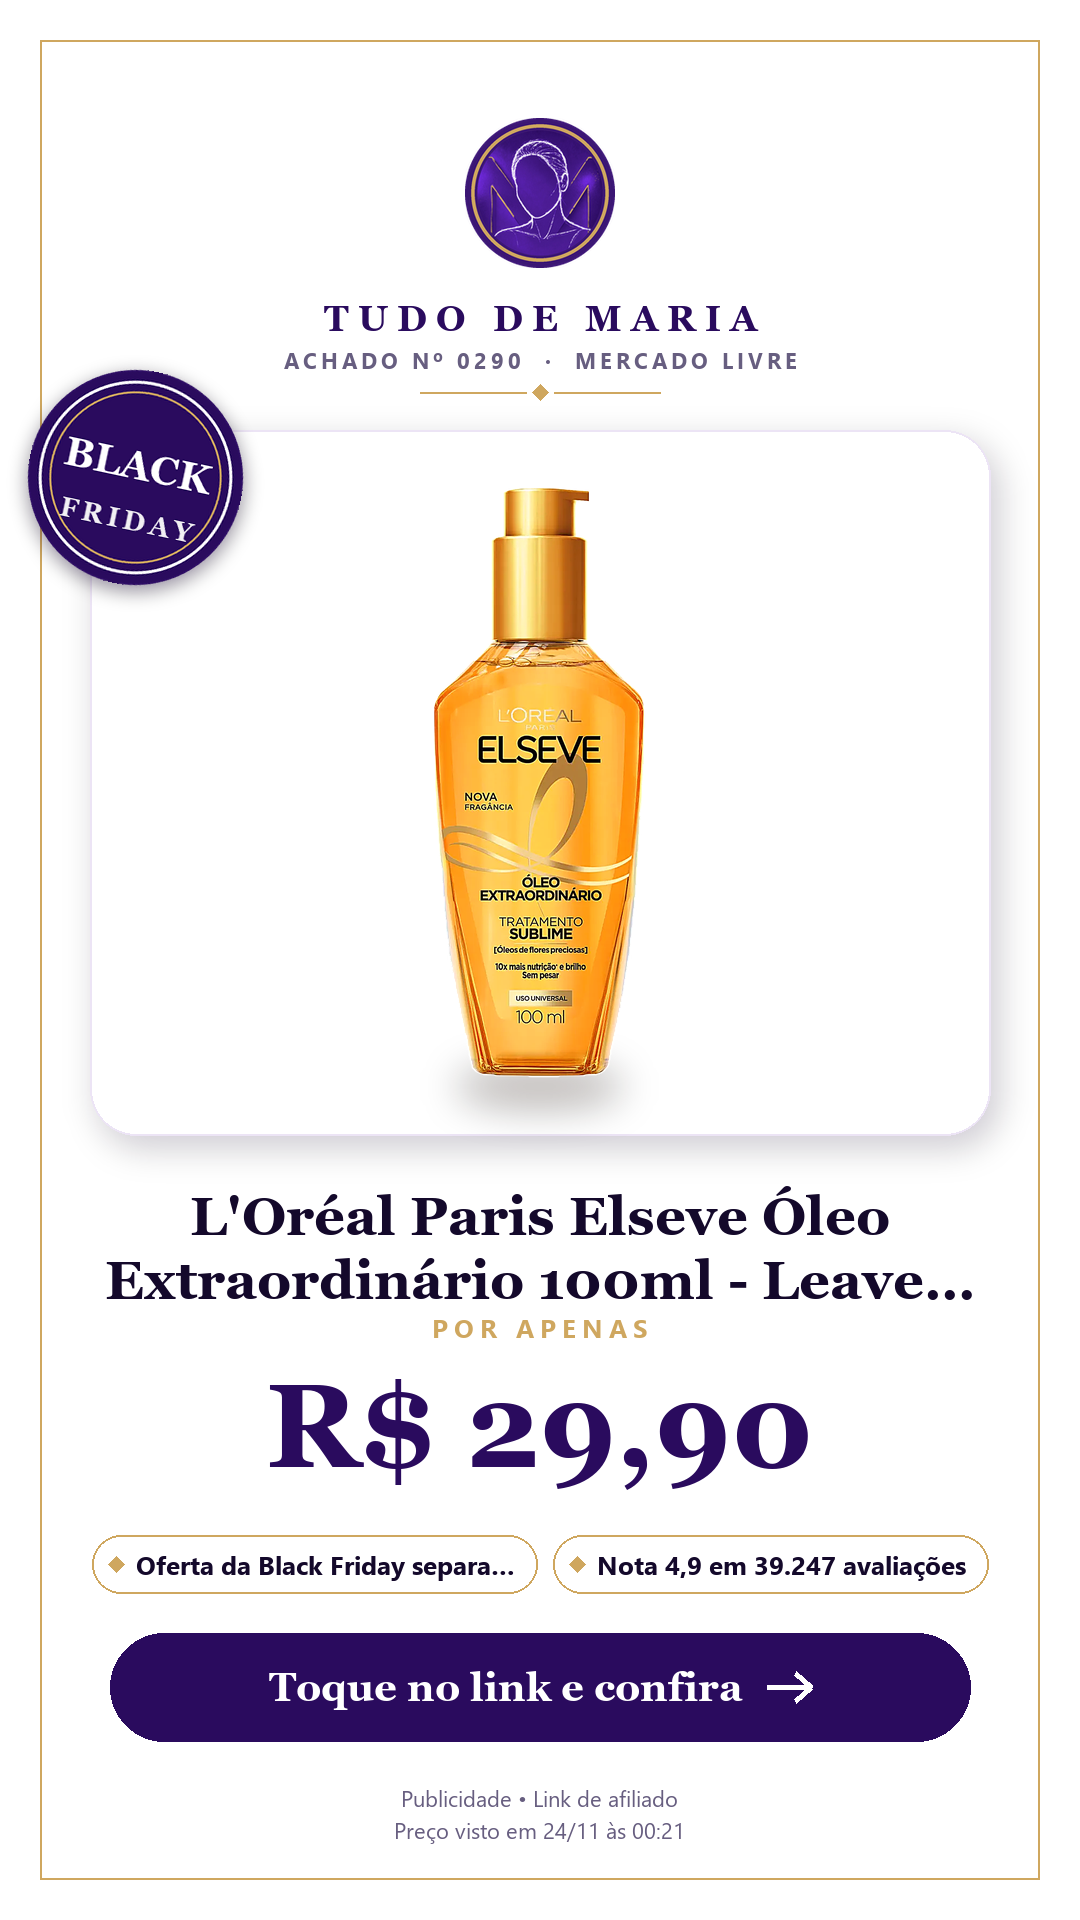 TUDO DE MARIA
ACHADO Nº 0290 · MERCADO LIVRE
BLACK
FRIDAY
L'ORÉAL
PARIS
ELSEVE
NOVA
FRAGÂNCIA
ÓLEO
EXTRAORDINÁRIO
TRATAMENTO
SUBLIME
[Óleos de flores preciosas]
10x mais nutrição¹ e brilho
Sem pesar
USO UNIVERSAL
100 ml
L'Oréal Paris Elseve Óleo
Extraordinário 100ml - Leave...
POR APENAS
R$ 29,90
Oferta da Black Friday separa...
Nota 4,9 em 39.247 avaliações
Toque no link e confira →
Publicidade • Link de afiliado
Preço visto em 24/11 às 00:21